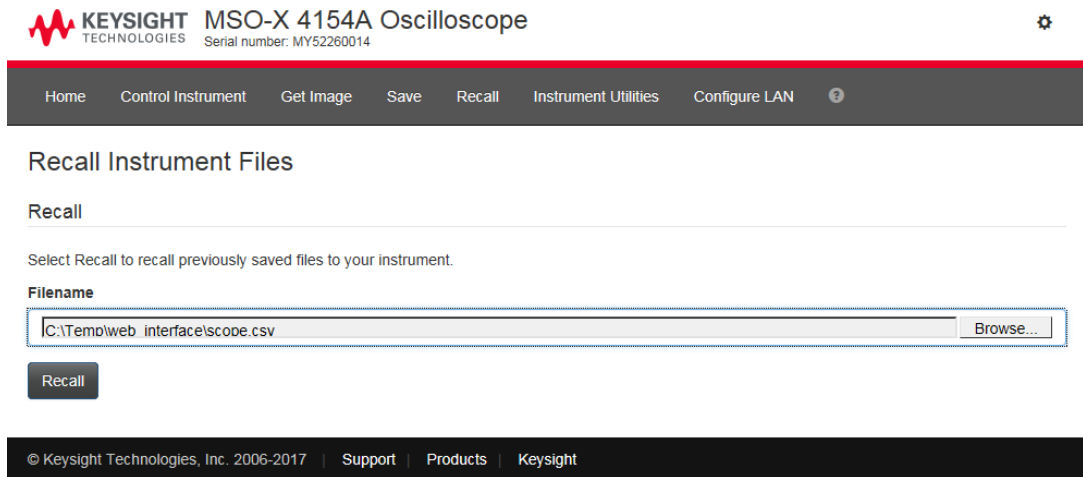 KEYSIGHT TECHNOLOGIES
MSO-X 4154A Oscilloscope
Serial number: MY52260014
Home Control Instrument Get Image Save Recall Instrument Utilities Configure LAN ?
Recall Instrument Files
Recall
Select Recall to recall previously saved files to your instrument.
Filename
C:\Temp\web_interface\scope.csv Browse...
Recall
© Keysight Technologies, Inc. 2006-2017 | Support | Products | Keysight